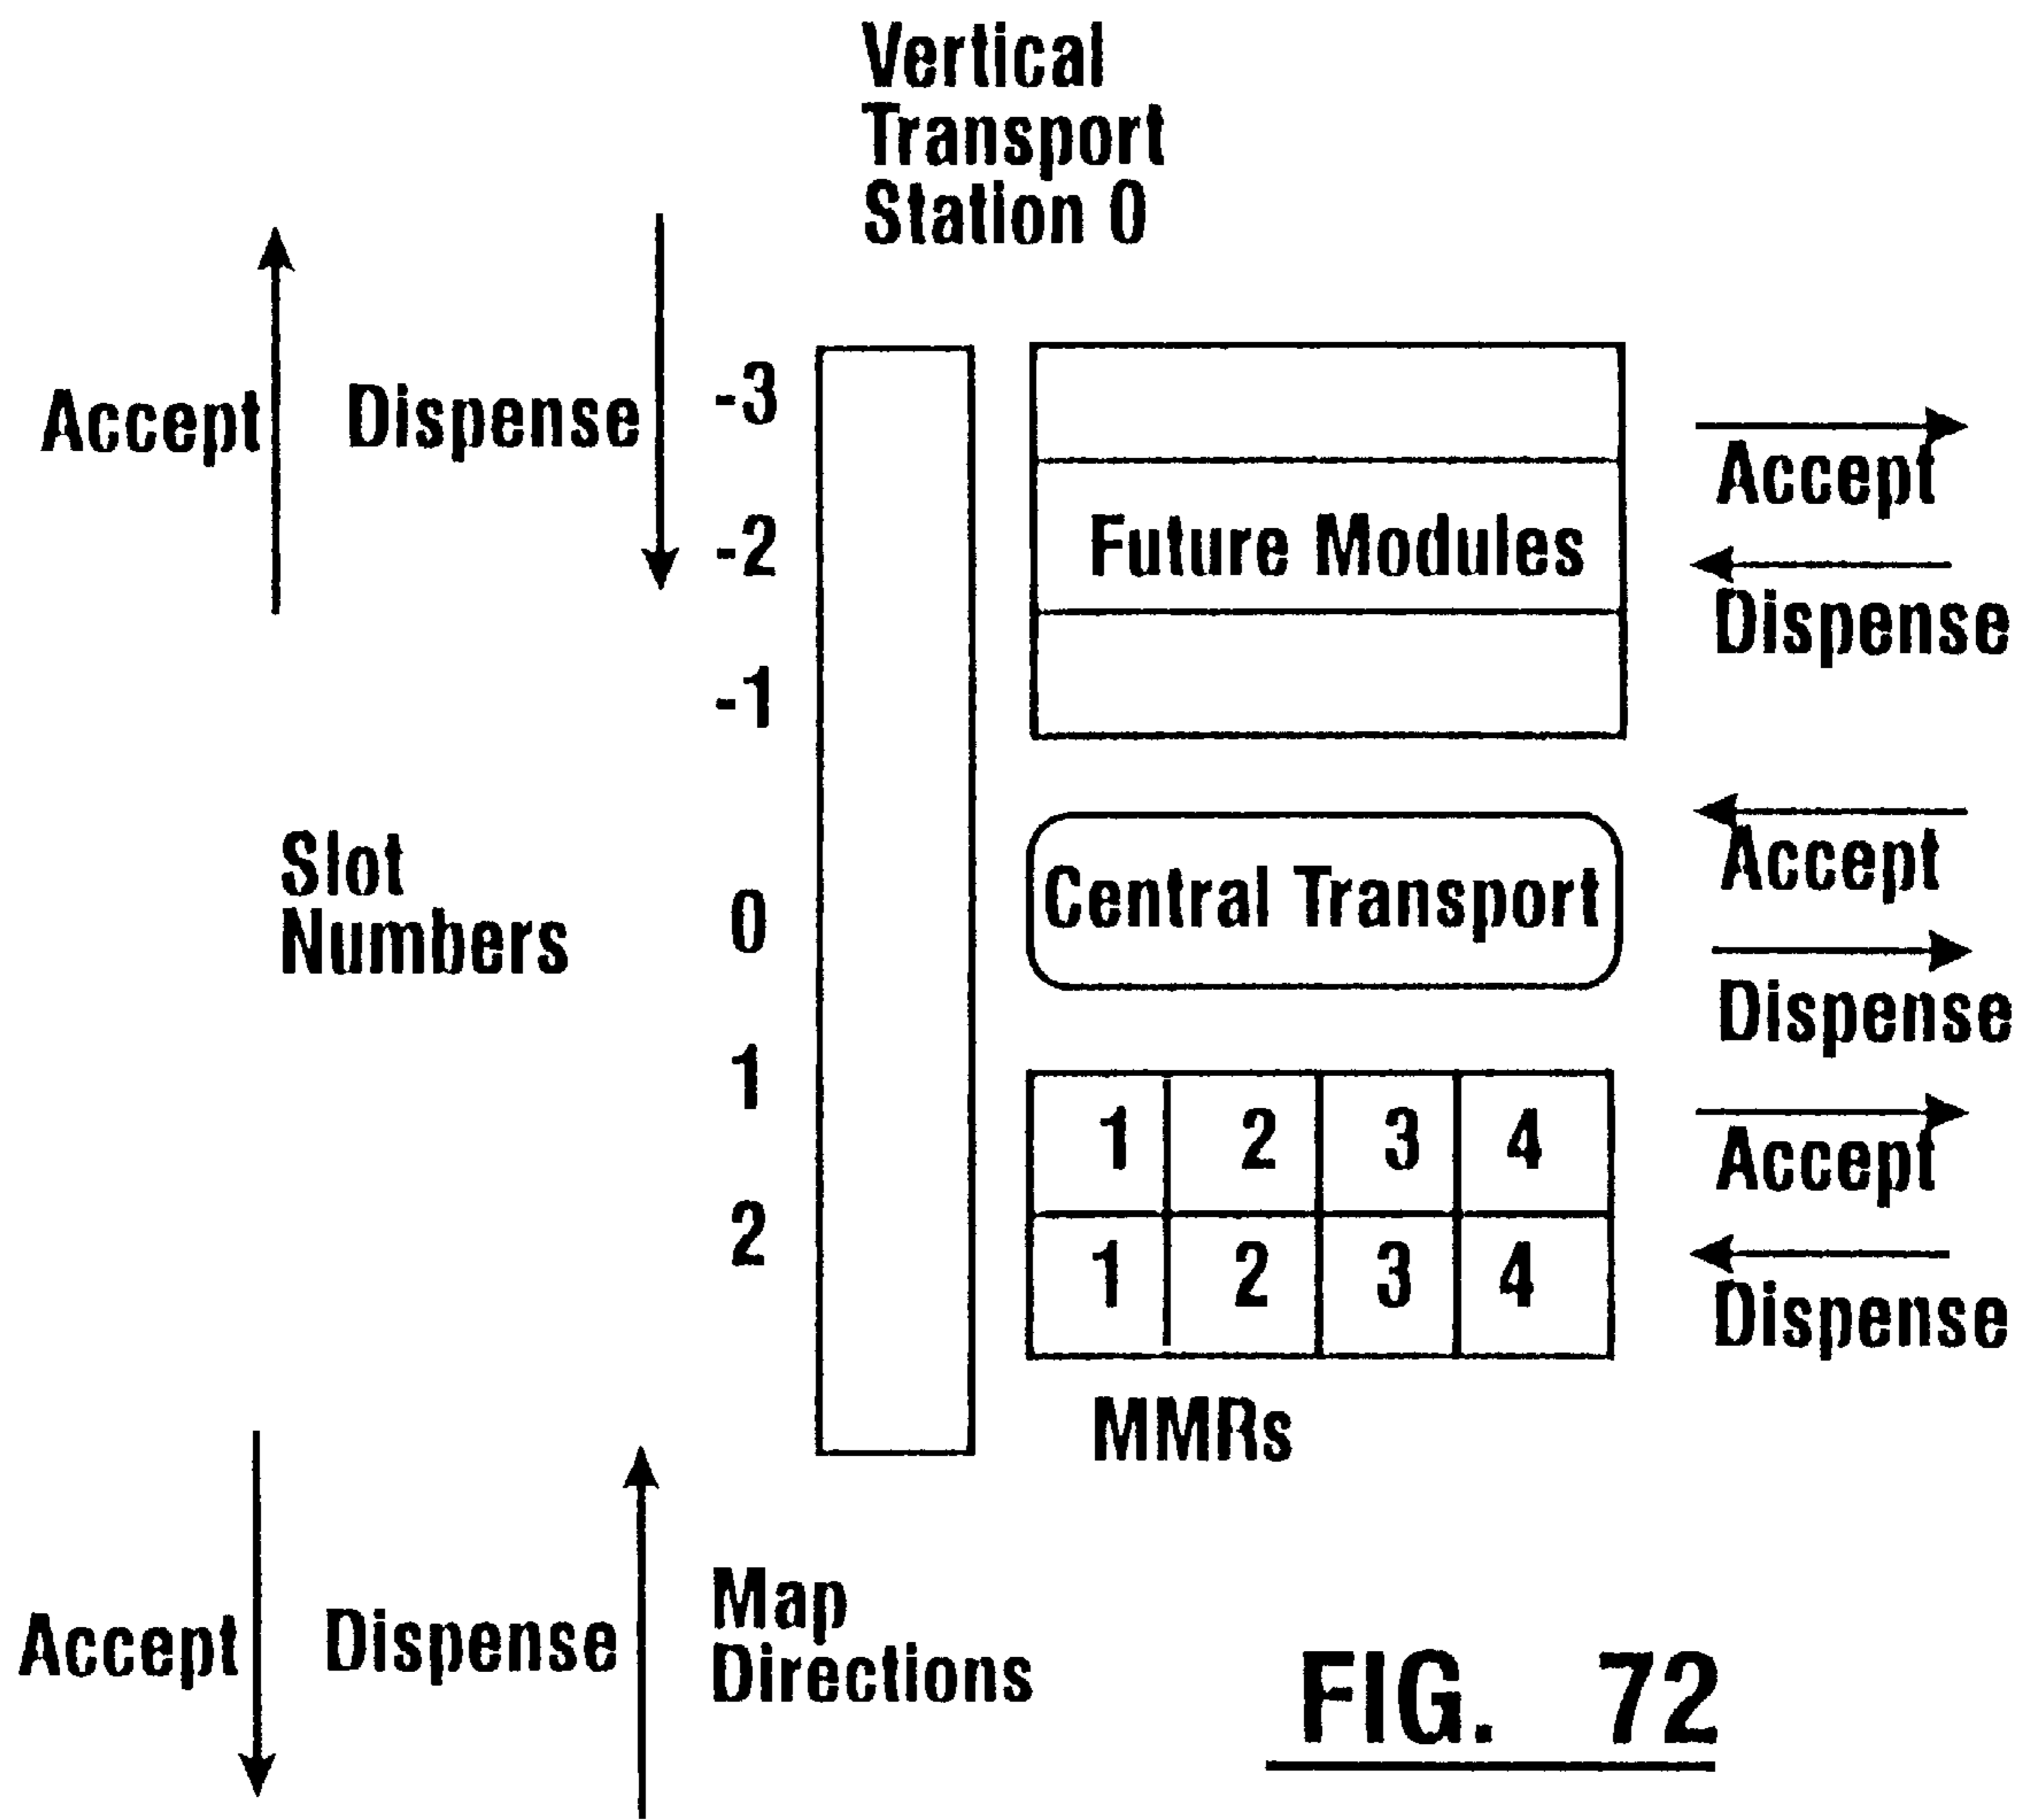 Vertical
Transport
Station 0
Accept
Dispense
-3
-2
-1
Future Modules
Accept
Dispense
Slot
Numbers
0
Central Transport
Accept
Dispense
1
2
1 2 3 4
1 2 3 4
Accept
Dispense
MMRs
Accept
Dispense
Map
Directions
FIG. 72